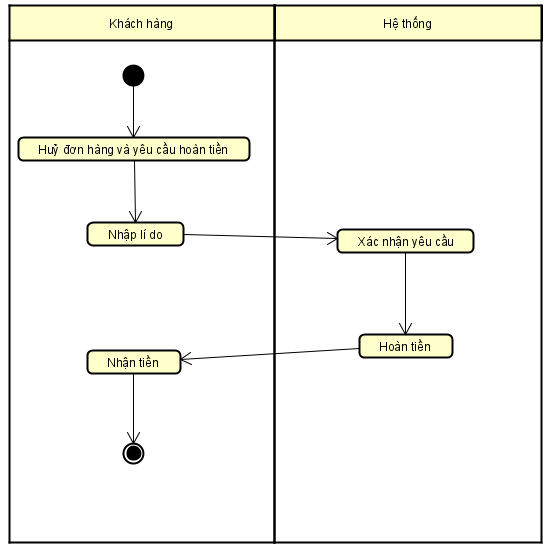 Khách hàng
Hệ thống
Huỷ đơn hàng và yêu cầu hoàn tiền
Nhập lí do
Xác nhận yêu cầu
Hoàn tiền
Nhận tiền